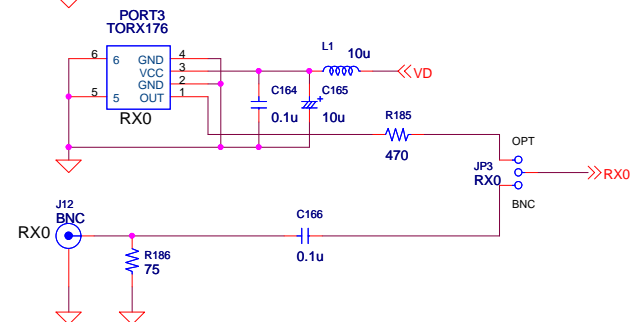 PORT3
TORX176
6 6 GND 4
VCC 3
GND 2
5 5 OUT 1
RX0
L1 10u
VD
C164
0.1u
C165
+
10u
R185
470
OPT
JP3
RX0
BNC
RX0
J12
BNC
RX0
R186
75
C166
0.1u